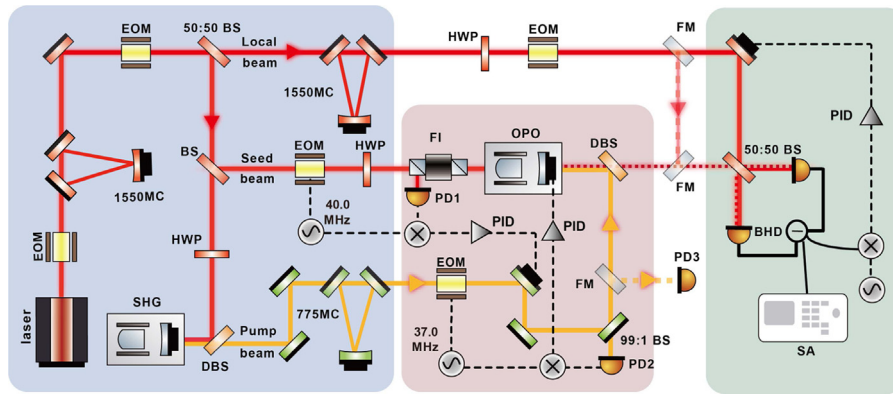 EOM
50:50 BS
Local
beam
HWP
EOM
FM
1550MC
PID
1550MC
BS
Seed
beam
EOM
HWP
FI
OPO
DBS
50:50 BS
FM
PD1
40.0
MHz
PID
PID
BHD
EOM
HWP
EOM
PD3
FM
laser
SHG
775MC
37.0
MHz
99:1 BS
Pump
beam
DBS
PD2
SA